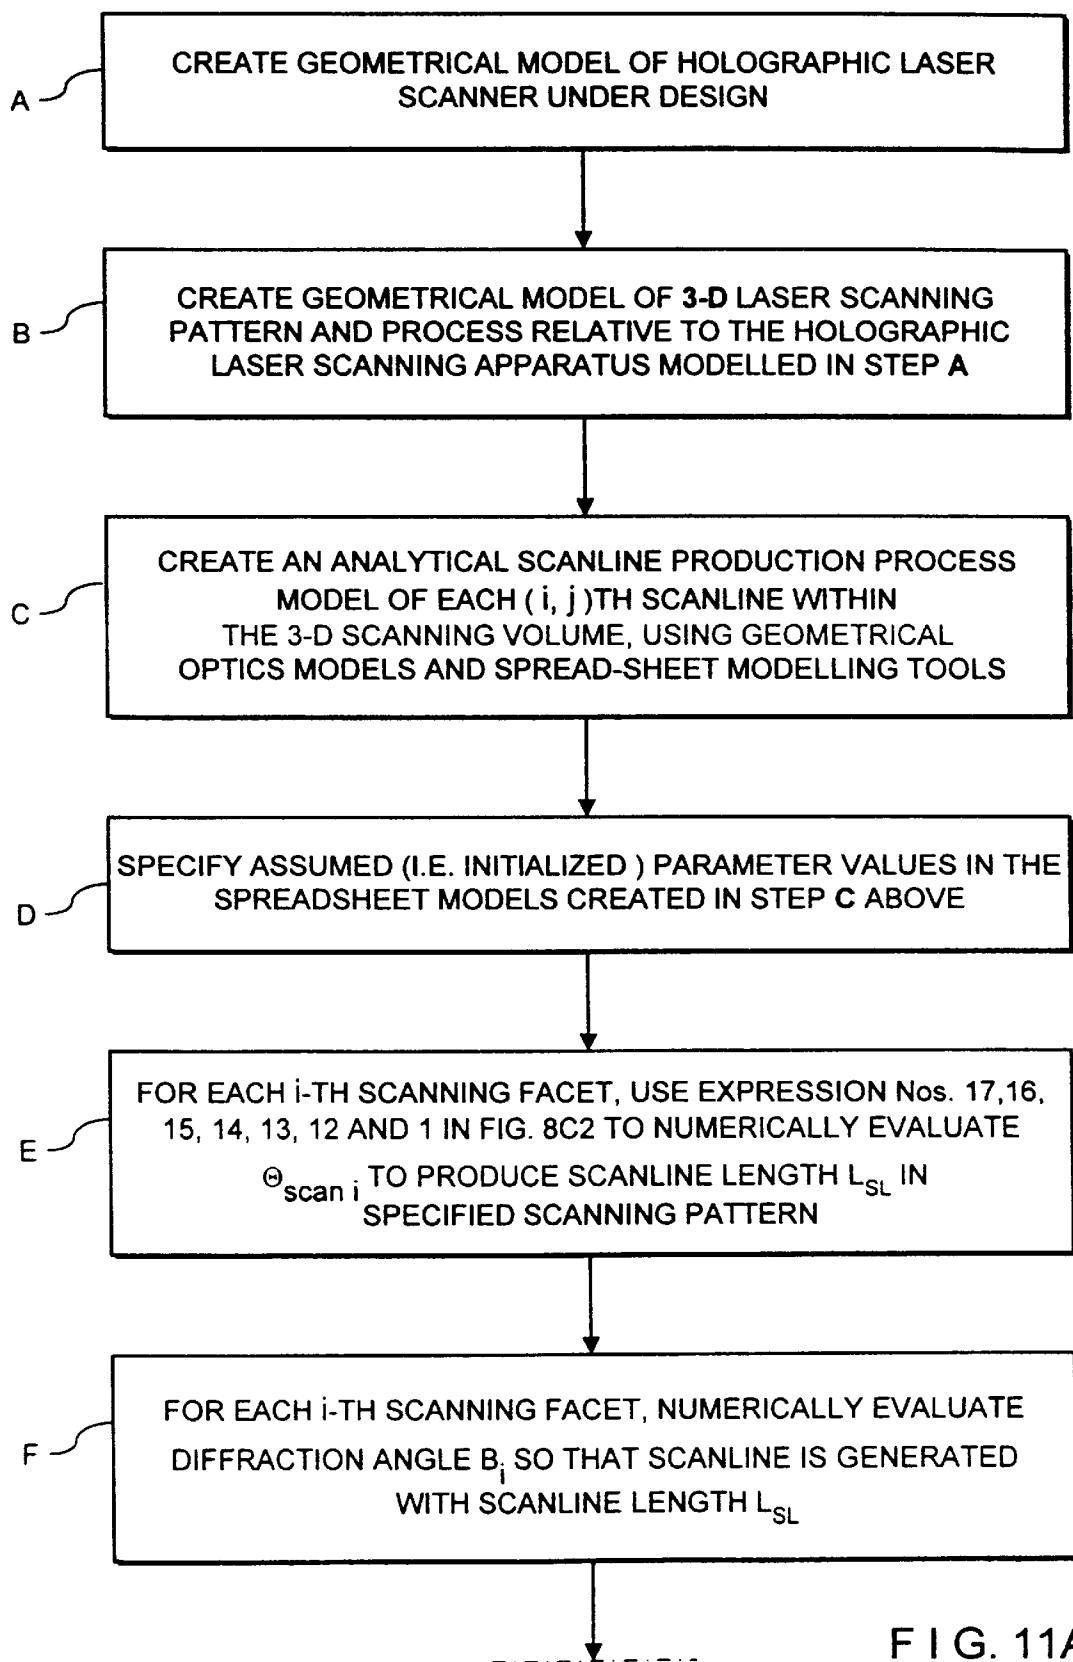 A
CREATE GEOMETRICAL MODEL OF HOLOGRAPHIC LASER
SCANNER UNDER DESIGN
B
CREATE GEOMETRICAL MODEL OF 3-D LASER SCANNING
PATTERN AND PROCESS RELATIVE TO THE HOLOGRAPHIC
LASER SCANNING APPARATUS MODELLED IN STEP A
C
CREATE AN ANALYTICAL SCANLINE PRODUCTION PROCESS
MODEL OF EACH ( i, j )TH SCANLINE WITHIN
THE 3-D SCANNING VOLUME, USING GEOMETRICAL
OPTICS MODELS AND SPREAD-SHEET MODELLING TOOLS
D
SPECIFY ASSUMED (I.E. INITIALIZED ) PARAMETER VALUES IN THE
SPREADSHEET MODELS CREATED IN STEP C ABOVE
E
FOR EACH i-TH SCANNING FACET, USE EXPRESSION Nos. 17,16,
15, 14, 13, 12 AND 1 IN FIG. 8C2 TO NUMERICALLY EVALUATE
Θscan i TO PRODUCE SCANLINE LENGTH LSL IN
SPECIFIED SCANNING PATTERN
F
FOR EACH i-TH SCANNING FACET, NUMERICALLY EVALUATE
DIFFRACTION ANGLE Bi SO THAT SCANLINE IS GENERATED
WITH SCANLINE LENGTH LSL
FIG. 11A